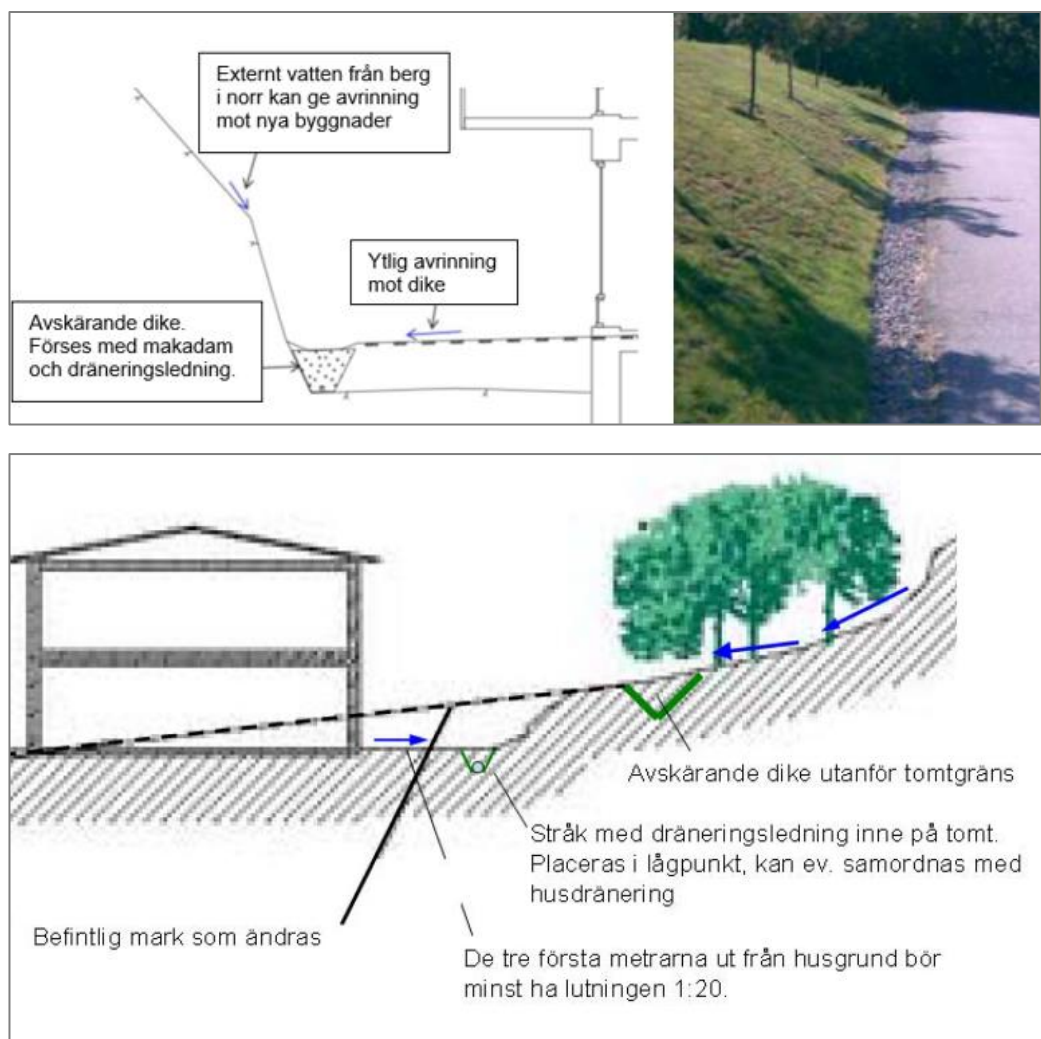 Externt vatten från berg
i norr kan ge avrinning
mot nya byggnader
Ytlig avrinning
mot dike
Avskärande dike.
Förses med makadam
och dräneringsledning.
Avskärande dike utanför tomtgräns
Stråk med dräneringsledning inne på tomt.
Placeras i lågpunkt, kan ev. samordnas med
husdränering
Befintlig mark som ändras
De tre första metrarna ut från husgrund bör
minst ha lutningen 1:20.